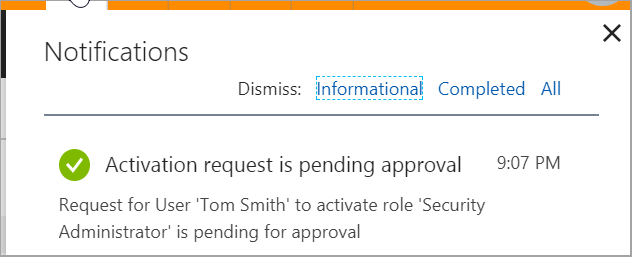 Notifications
Dismiss: Informational Completed All
Activation request is pending approval 9:07 PM
Request for User 'Tom Smith' to activate role 'Security
Administrator' is pending for approval